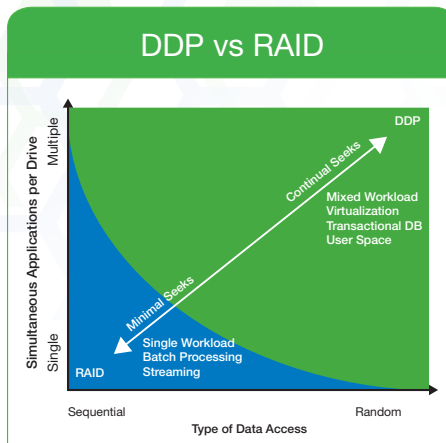 DDP vs RAID
Simultaneous Applications per Drive
Multiple
Single
DDP
Continual Seeks
Mixed Workload
Virtualization
Transactional DB
User Space
Minimal Seeks
Single Workload
Batch Processing
Streaming
RAID
Sequential
Random
Type of Data Access